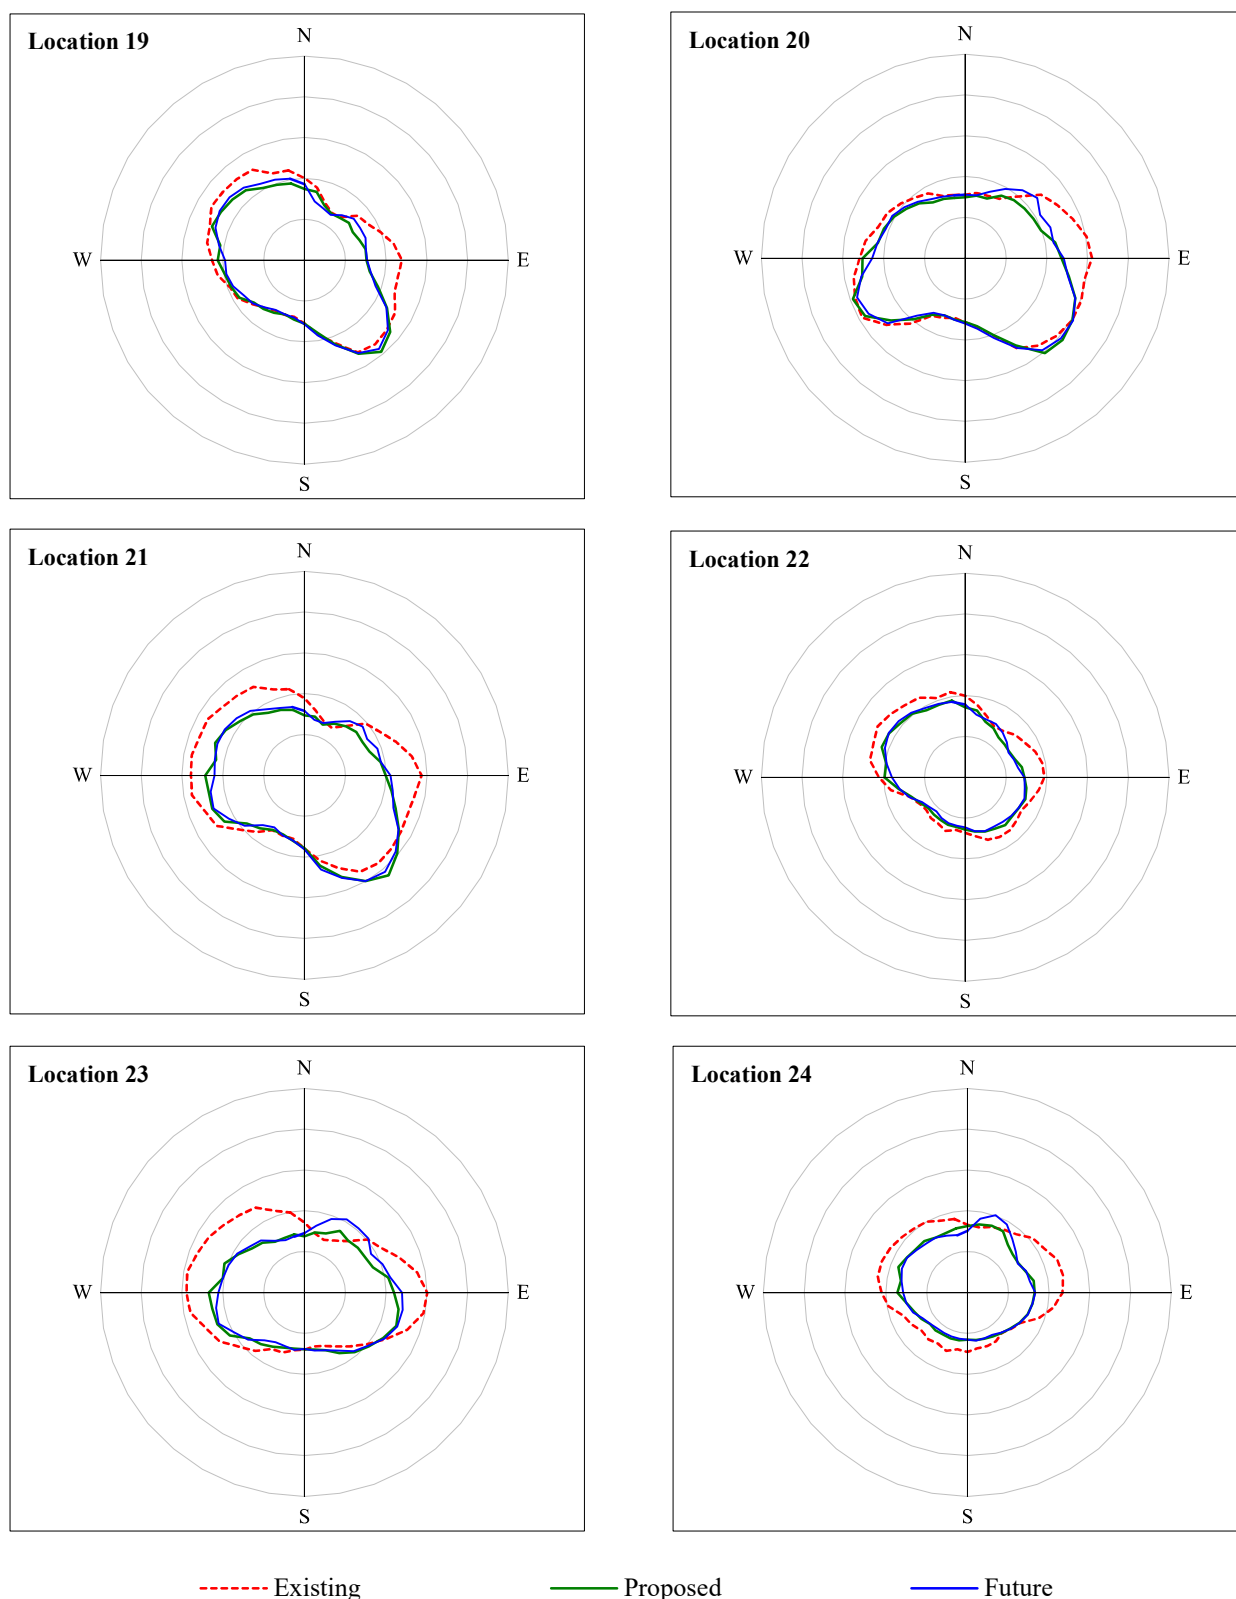 Location 19
N
W
E
S
Location 20
N
W
E
S
Location 21
N
W
E
S
Location 22
N
W
E
S
Location 23
N
W
E
S
Location 24
N
W
E
S
Existing
Proposed
Future